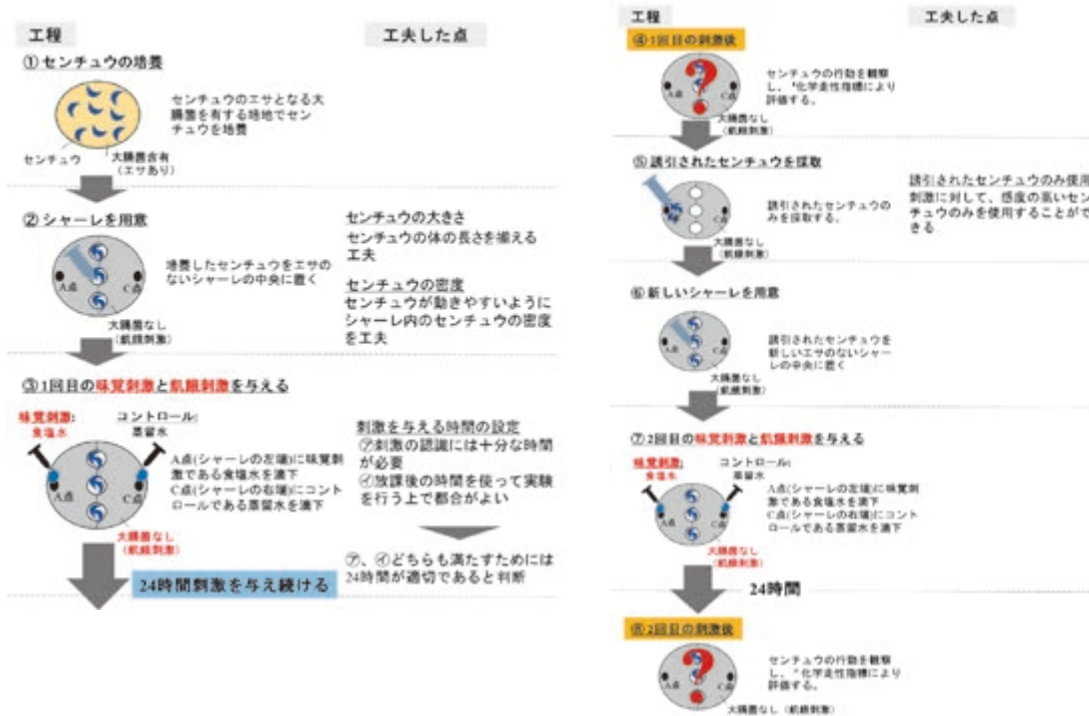 工程
工夫した点
① センチュウの培養
センチュウのエサとなる大
腸菌を有する培地でセン
チュウを培養
センチュウ
大腸菌含有
(エサあり)
② シャーレを用意
培養したセンチュウをエサの
ないシャーレの中央に置く
A点
C点
大腸菌なし
(飢餓刺激)
センチュウの大きさ
センチュウの体の長さを揃える
工夫
センチュウの密度
センチュウが動きやすいように
シャーレ内のセンチュウの密度
を工夫
③ 1回目の味覚刺激と飢餓刺激を与える
味覚刺激:
食塩水
コントロール:
蒸留水
A点
C点
A点(シャーレの左端)に味覚刺
激である食塩水を滴下
C点(シャーレの右端)にコント
ロールである蒸留水を滴下
大腸菌なし
(飢餓刺激)
刺激を与える時間の設定
㋐刺激の認識には十分な時間
が必要
㋑放課後の時間を使って実験
を行う上で都合がよい
㋐、㋑どちらも満たすためには
24時間が適切であると判断
24時間刺激を与え続ける
工程
工夫した点
④ 1回目の刺激後
A点
C点
センチュウの行動を観察
し、*化学走性指標により
評価する。
大腸菌なし
(飢餓刺激)
⑤ 誘引されたセンチュウを採取
誘引されたセンチュウの
みを採取する。
大腸菌なし
(飢餓刺激)
誘引されたセンチュウのみ使用
刺激に対して、感度の高いセン
チュウのみを使用することがで
きる
⑥ 新しいシャーレを用意
A点
C点
誘引されたセンチュウを
新しいエサのないシャー
レの中央に置く
大腸菌なし
(飢餓刺激)
⑦ 2回目の味覚刺激と飢餓刺激を与える
味覚刺激:
食塩水
コントロール:
蒸留水
A点
C点
A点(シャーレの左端)に味覚刺
激である食塩水を滴下
C点(シャーレの右端)にコント
ロールである蒸留水を滴下
大腸菌なし
(飢餓刺激)
24時間
⑧ 2回目の刺激後
?
A点
C点
センチュウの行動を観察
し、*化学走性指標により
評価する。
大腸菌なし (飢餓刺激)